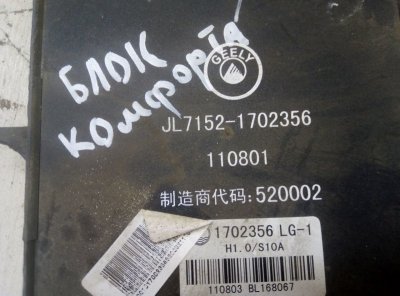 БЛОК
КОМФОРТА
GEELY
JL7152-1702356
110801
制造商代码:520002
1702356 LG-1
H1.0/S10A
110803 BL168067